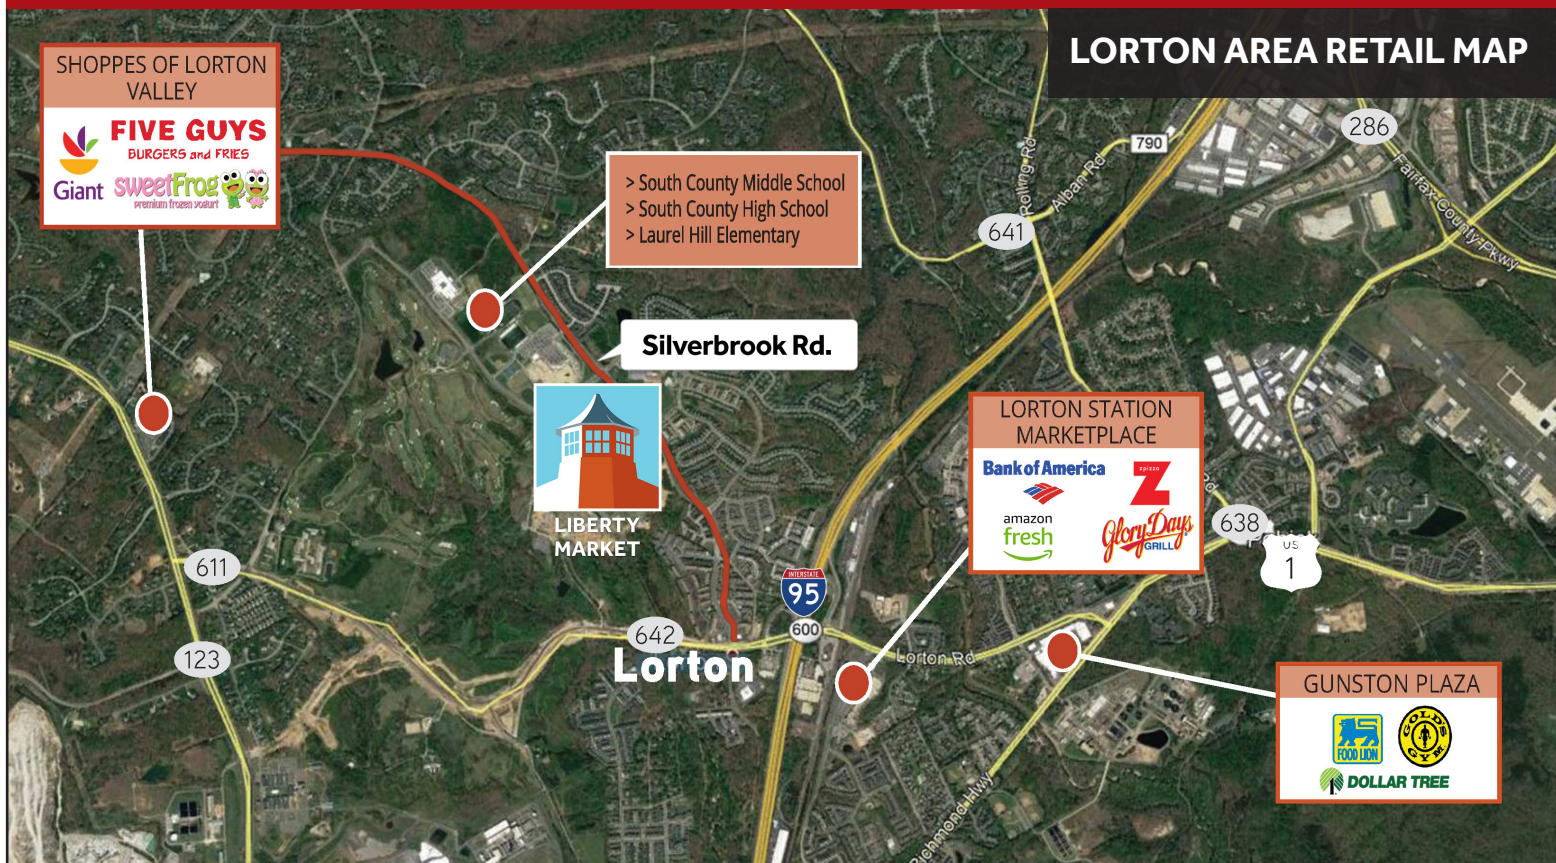 LORTON AREA RETAIL MAP
SHOPPES OF LORTON
VALLEY
FIVE GUYS
BURGERS and FRIES
Giant
sweetFrog
premium frozen yogurt
> South County Middle School
> South County High School
> Laurel Hill Elementary
Silverbrook Rd.
LIBERTY
MARKET
286
790
Rolling Rd
Alban Rd
Fairfax County Pkwy
641
LORTON STATION
MARKETPLACE
Bank of America
zpizza
Z
amazon
fresh
Glory Days
GRILL
Rd
638
US
1
611
INTERSTATE
95
600
642
123
Lorton
Lorton Rd
Richmond Hwy
GUNSTON PLAZA
FOOD LION
GOLD'S
GYM
DOLLAR TREE